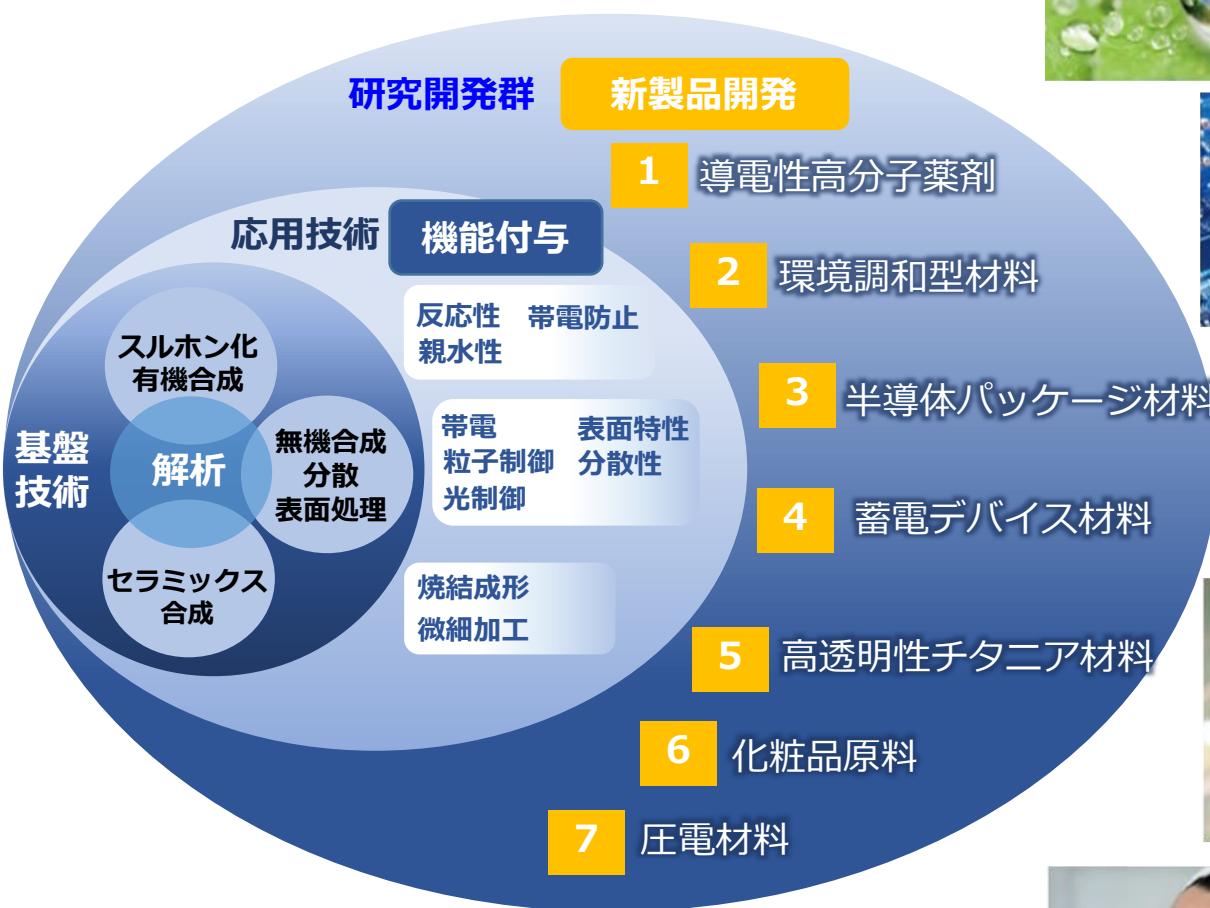 研究開発群 新製品開発
1 導電性高分子薬剤
2 環境調和型材料
3 半導体パッケージ材料
4 蓄電デバイス材料
5 高透明性チタニア材料
6 化粧品原料
7 圧電材料
応用技術 機能付与
反応性 帯電防止
親水性
帯電 表面特性
粒子制御 分散性
光制御
焼結成形
微細加工
基盤
技術
スルホン化
有機合成
解析
無機合成
分散
表面処理
セラミックス
合成